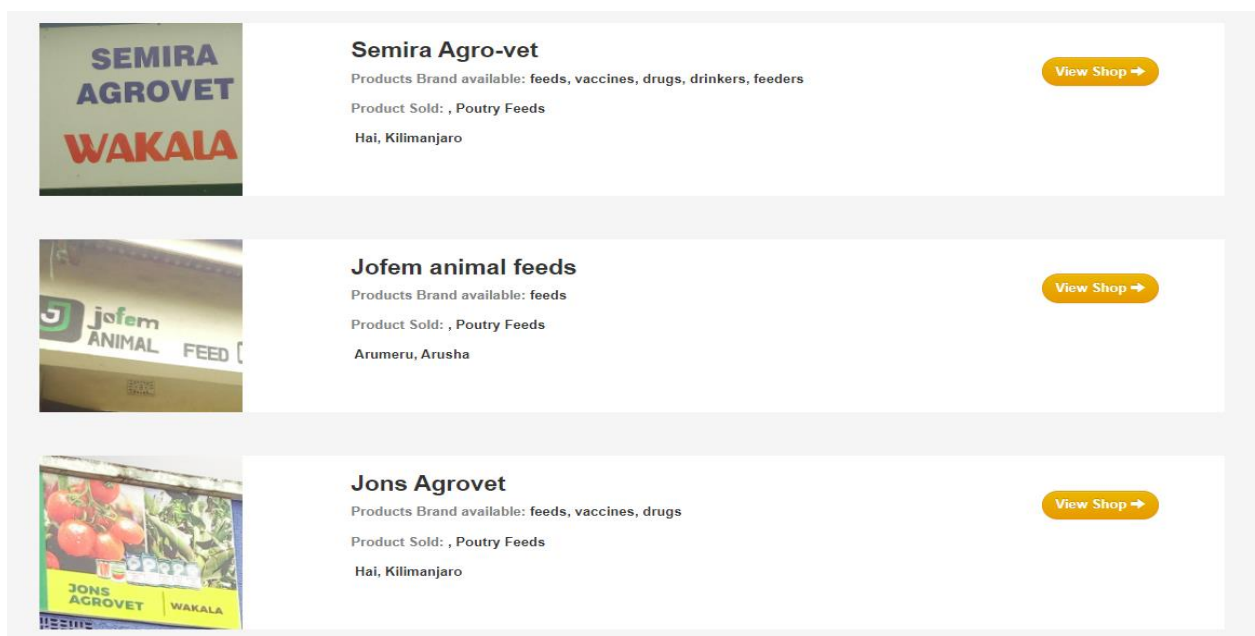 SEMIRA
AGROVET
WAKALA
Semira Agro-vet
Products Brand available: feeds, vaccines, drugs, drinkers, feeders
Product Sold: , Poutry Feeds
Hai, Kilimanjaro
View Shop
jofem
ANIMAL FEED
Jofem animal feeds
Products Brand available: feeds
Product Sold: , Poutry Feeds
Arumeru, Arusha
View Shop
JONS
AGROVET WAKALA
Jons Agrovet
Products Brand available: feeds, vaccines, drugs
Product Sold: , Poutry Feeds
Hai, Kilimanjaro
View Shop